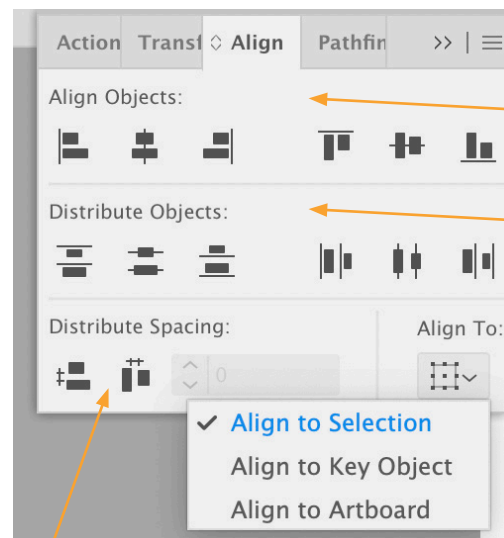 Action Transf Align Pathfin
Align Objects:
Distribute Objects:
Distribute Spacing: Align To:
0
Align to Selection
Align to Key Object
Align to Artboard